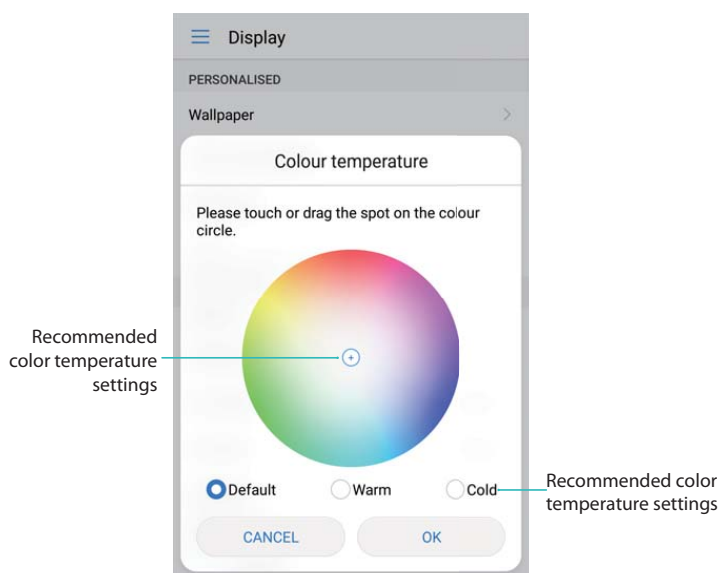 Display
PERSONALISED
Wallpaper
Colour temperature
Please touch or drag the spot on the colour
circle.
Recommended
color temperature
settings
Default Warm Cold
Recommended color
temperature settings
CANCEL OK